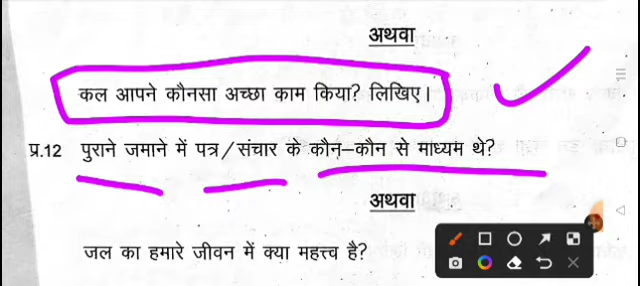 अथवा
कल आपने कौनसा अच्छा काम किया? लिखिए।
प्र.12 पुराने जमाने में पत्र/संचार के कौन-कौन से माध्यम थे?
अथवा
जल का हमारे जीवन में क्या महत्त्व है?